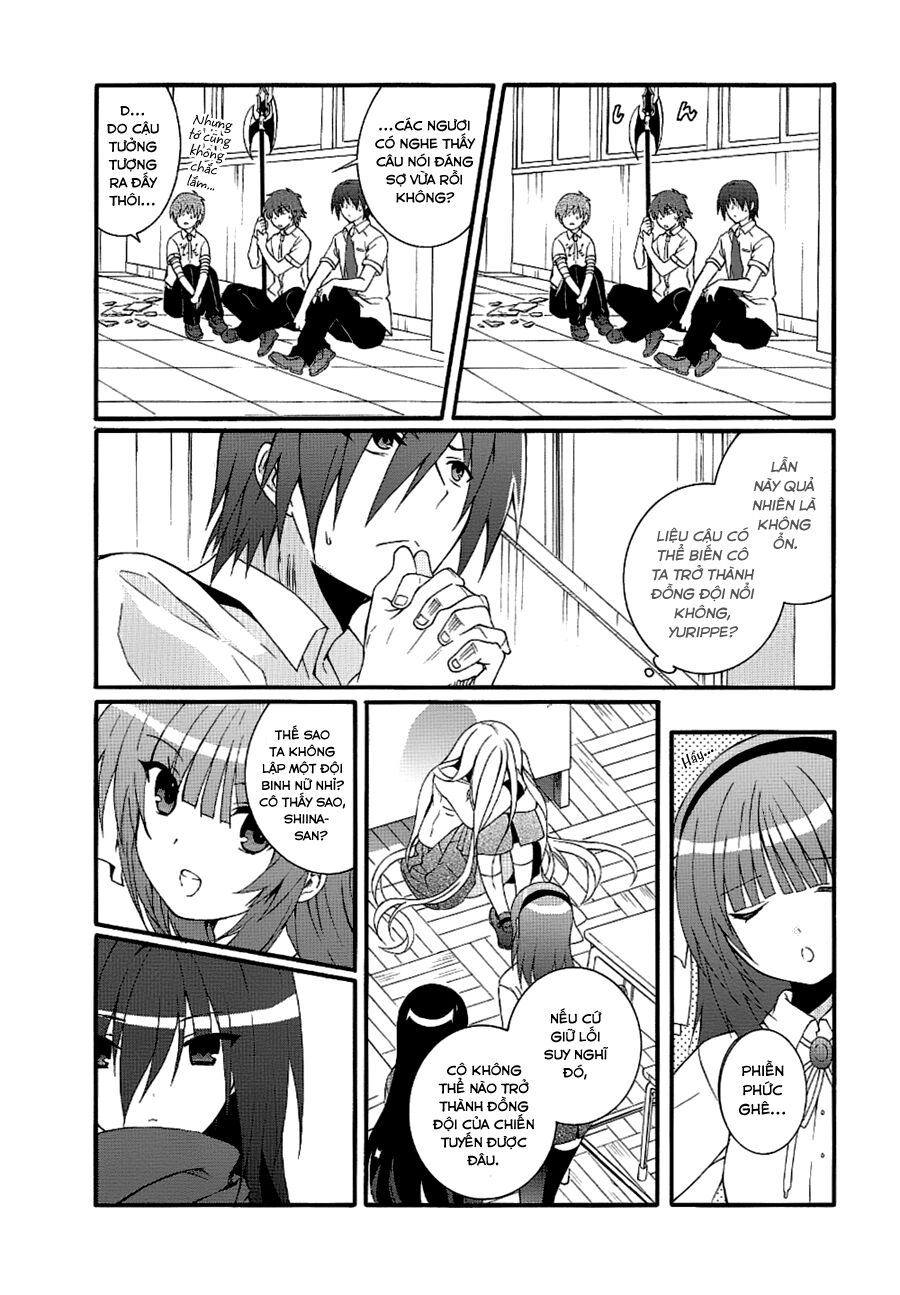 しん
...CÁC NGƯƠI
CÓ NGHE THẤY
CÂU NÓI ĐÁNG
SỢ VỪA RỒI
KHÔNG?
D...
DO CẬU
TƯỞNG
TƯỢNG
RA ĐẤY
THÔI...
Nhưng
tớ cũng
không
chắc
lắm...
LẦN
NÀY QUẢ
NHIÊN LÀ
KHÔNG
ỔN.
LIỆU CẬU CÓ
THỂ BIẾN CÔ
TA TRỞ THÀNH
ĐỒNG ĐỘI NỔI
KHÔNG,
YURIPPE?
Hầy...
PHIỀN
PHỨC
GHÊ...
NẾU CỨ
GIỮ LỐI
SUY NGHĨ
ĐÓ,
CÔ KHÔNG
THỂ NÀO TRỞ
THÀNH ĐỒNG
ĐỘI CỦA CHIẾN
TUYẾN ĐƯỢC
ĐÂU.
THẾ SAO
TA KHÔNG
LẬP MỘT ĐỘI
BINH NỮ NHỈ?
CÔ THẤY SAO,
SHIINA-
SAN?